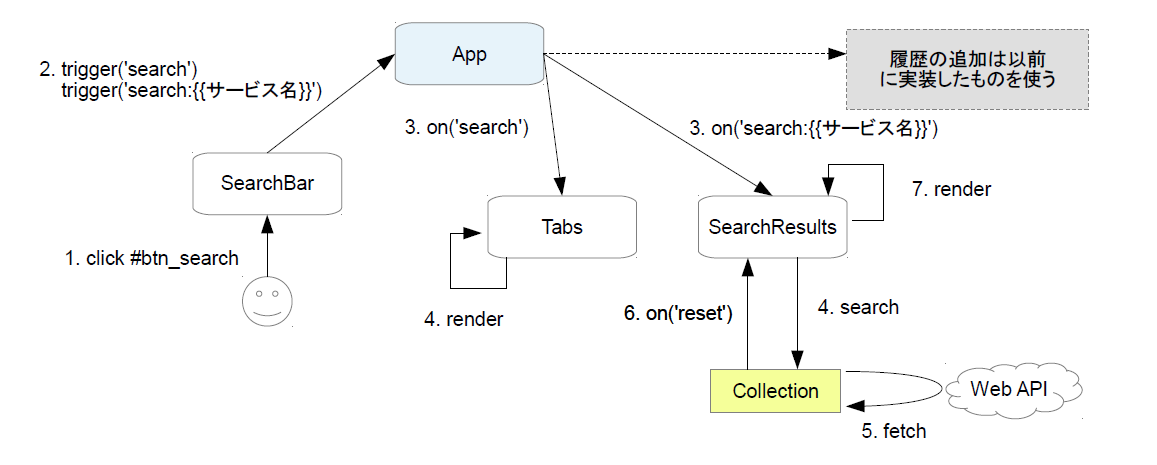 App
履歴の追加は以前
に実装したものを使う
2. trigger('search')
trigger('search:{{サービス名}}')
3. on('search')
3. on('search:{{サービス名}}')
SearchBar
7. render
Tabs
SearchResults
1. click #btn_search
4. render
6. on('reset')
4. search
Collection
Web API
5. fetch